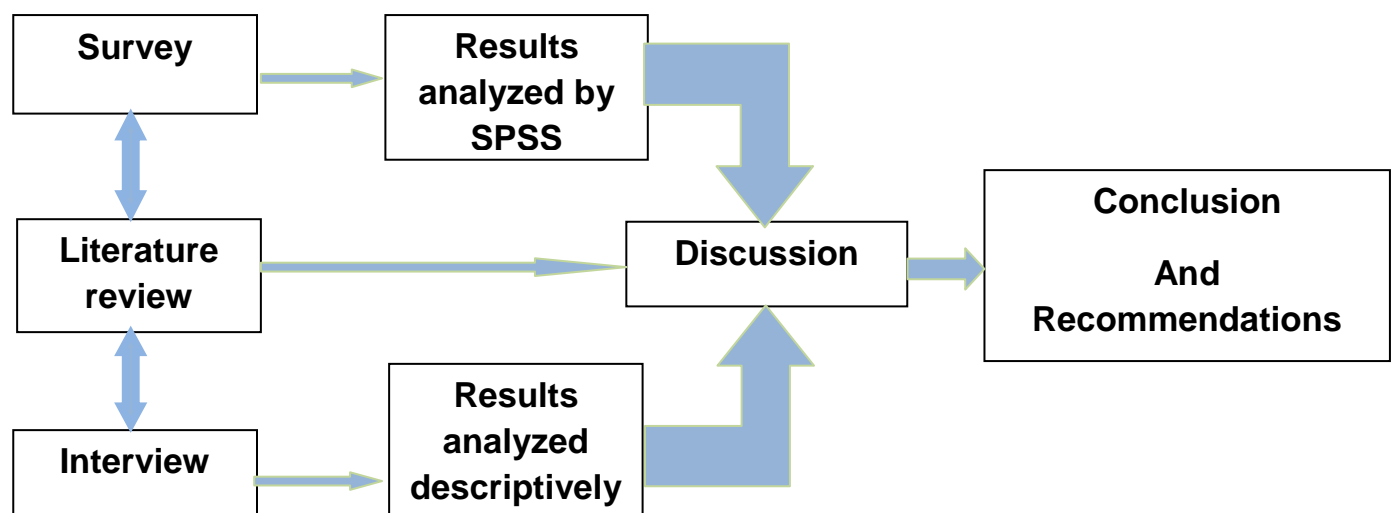 Survey
Results
analyzed by
SPSS
Literature
review
Discussion
Conclusion
And
Recommendations
Interview
Results
analyzed
descriptively